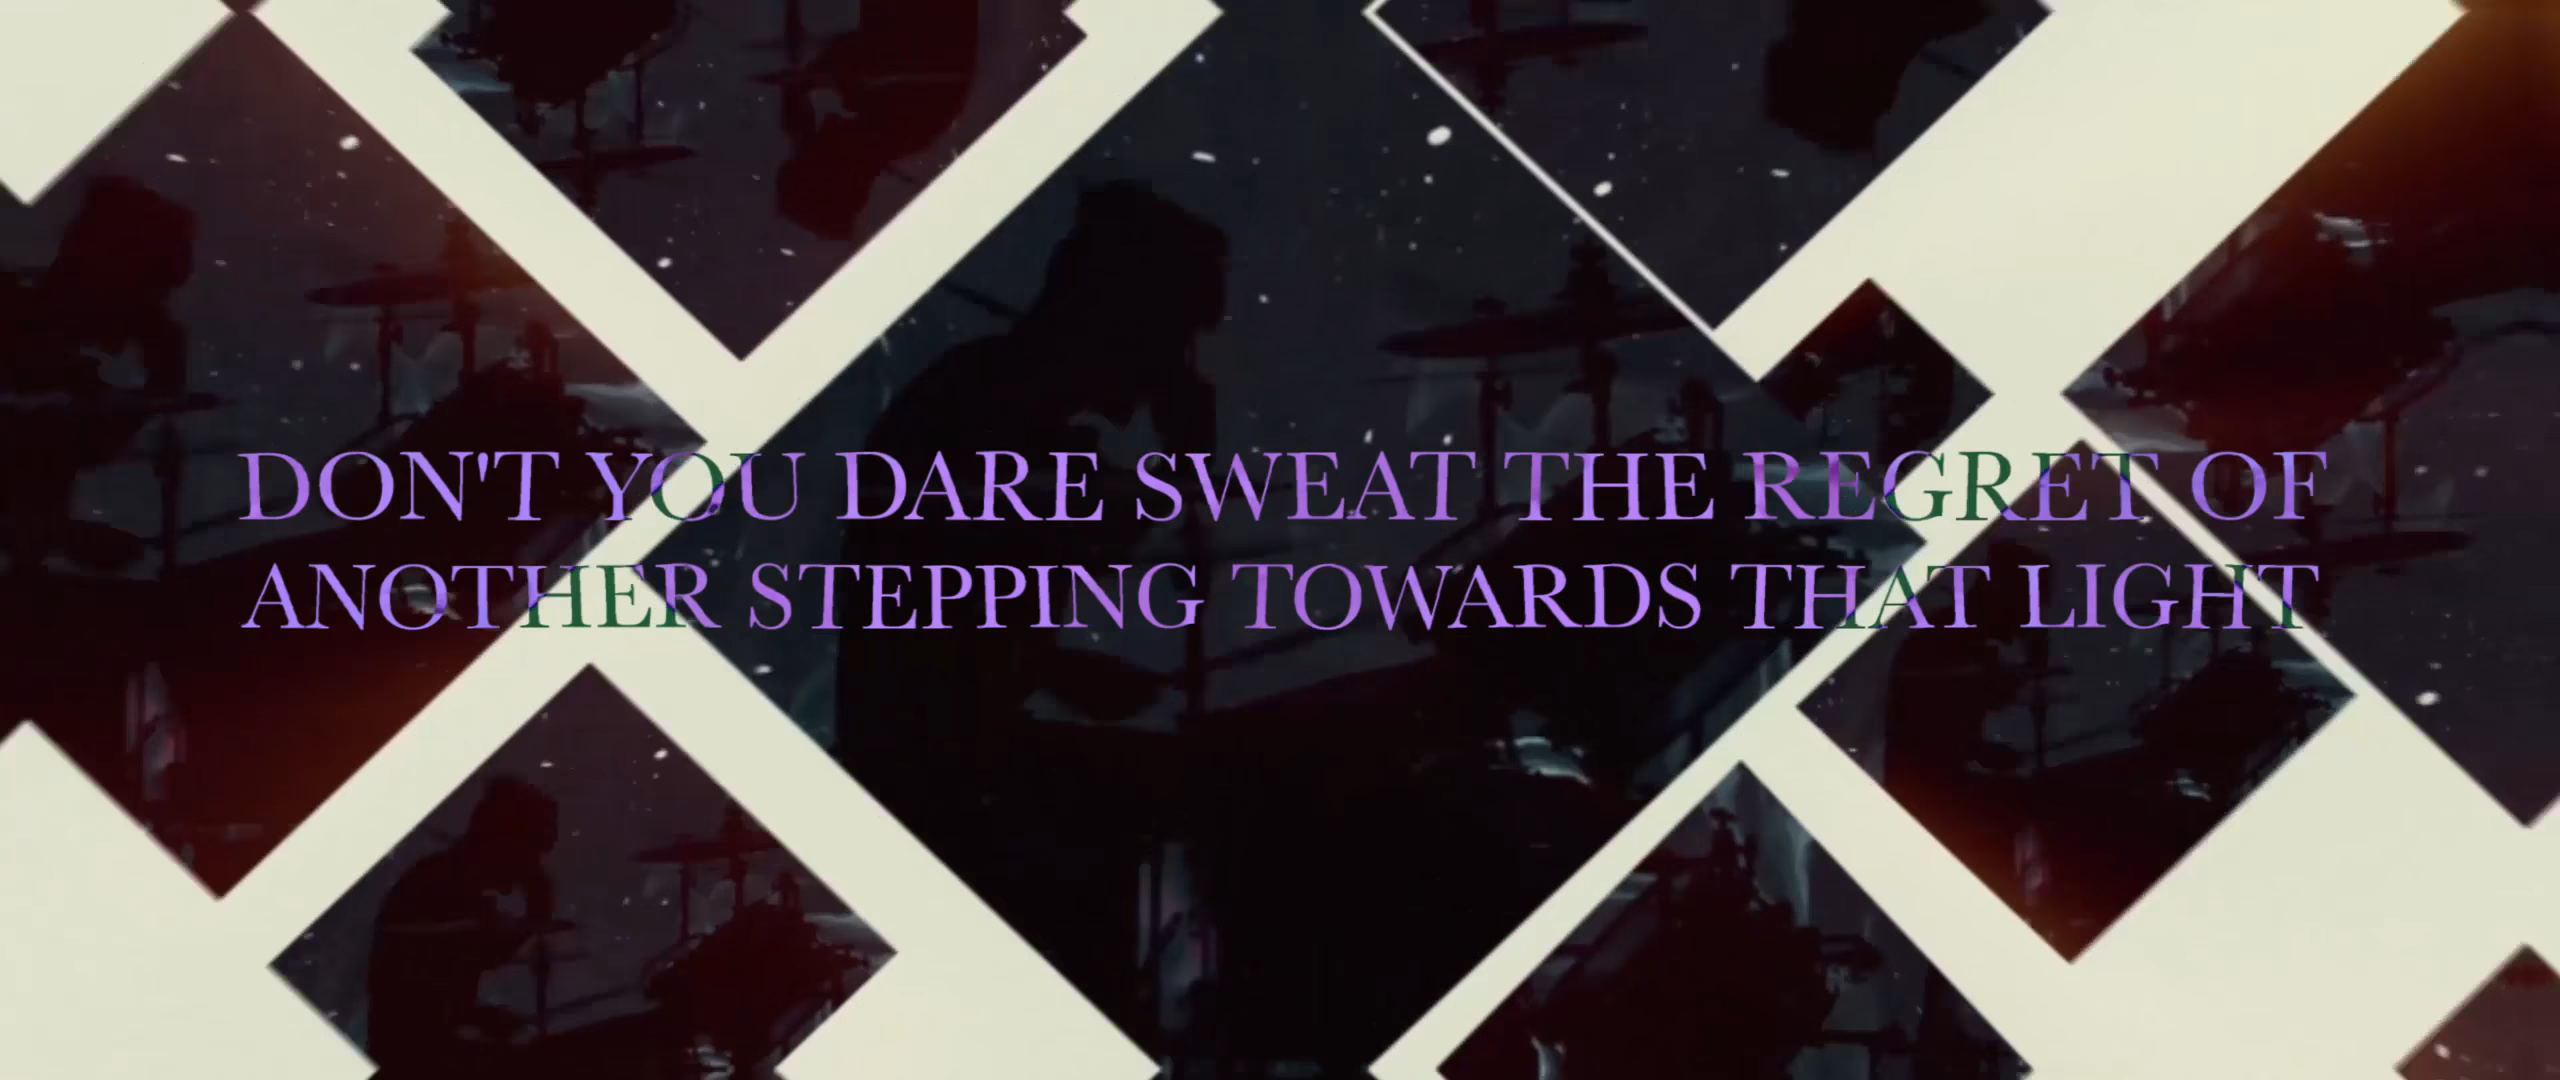 DON'T YOU DARE SWEAT THE REGRET OF
ANOTHER STEPPING TOWARDS THAT LIGHT